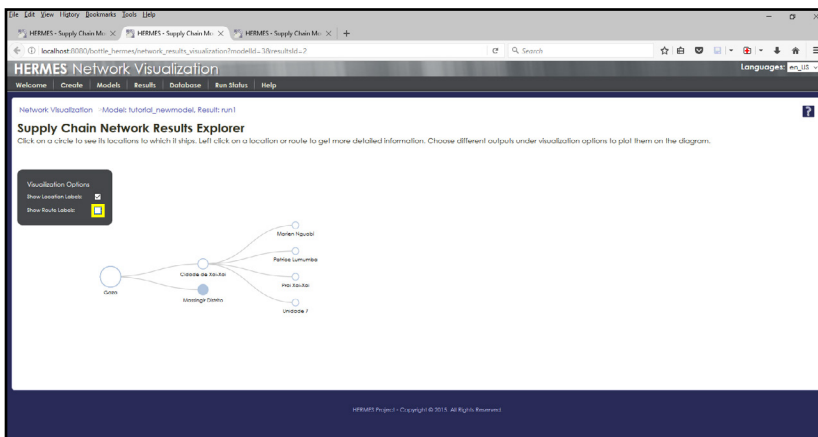 File Edit View History Bookmarks Tools Help
HERMES - Supply Chain Mo HERMES - Supply Chain Mo HERMES - Supply Chain Mo
localhost:8080/bottle_hermes/network_results_visualization?modelId=3&resultsId=2 Search
HERMES Network Visualization Languages: en_US
Welcome Create Models Results Database Run Status Help
Network Visualization Model: tutorial_newmodel, Result: run1
?
Supply Chain Network Results Explorer
Click on a circle to see its locations to which it ships. Left click on a location or route to get more detailed information. Choose different outputs under visualization options to plot them on the diagram.
Visualization Options
Show Location Labels
Show Route Labels
Marien Nguabi
Patrice Lumumba
Cidade de Xai-Xai
Prai Xai-Xai
Gaza
Massingir Distrito
Unidade 7
HERMES Project - Copyright © 2015. All Rights Reserved